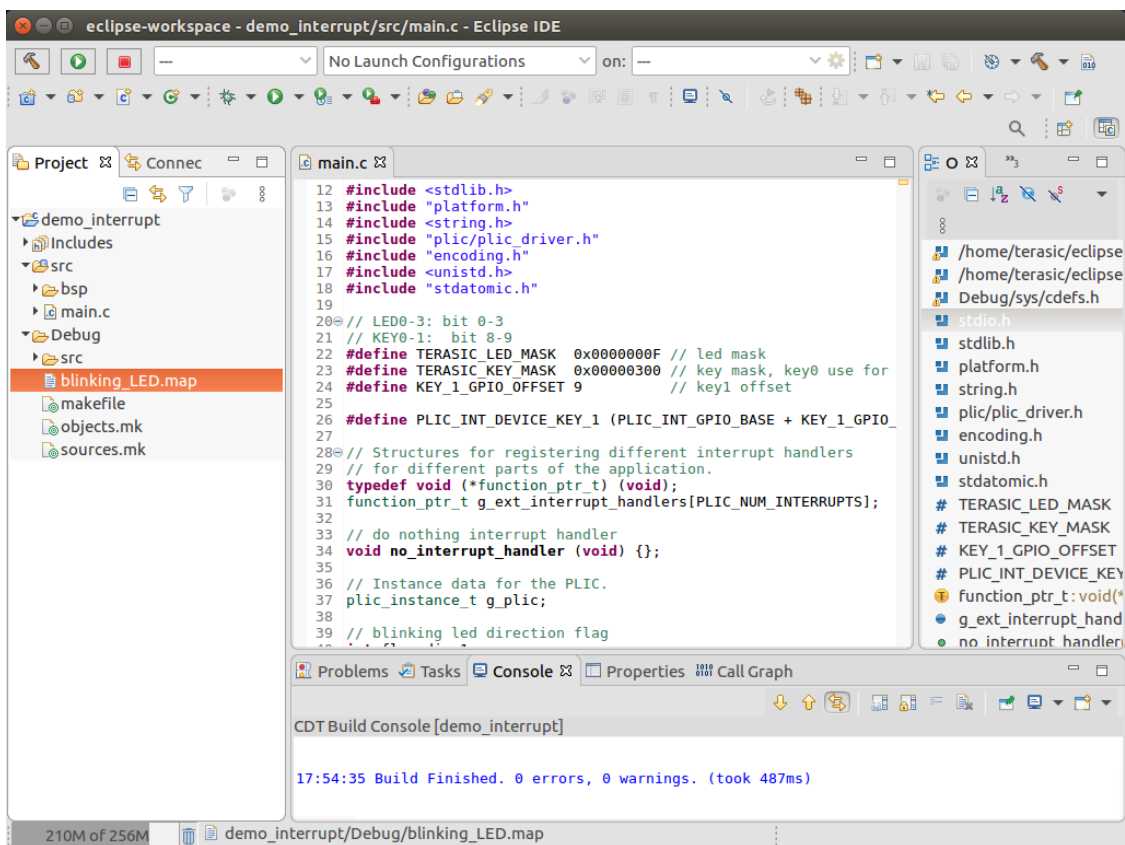 eclipse-workspace - demo_interrupt/src/main.c - Eclipse IDE
--- No Launch Configurations on: ---
Project Connec
demo_interrupt
Includes
src
bsp
main.c
Debug
src
blinking_LED.map
makefile
objects.mk
sources.mk
main.c
12 #include <stdlib.h>
13 #include "platform.h"
14 #include <string.h>
15 #include "plic/plic_driver.h"
16 #include "encoding.h"
17 #include <unistd.h>
18 #include "stdatomic.h"
19
20 // LED0-3: bit 0-3
21 // KEY0-1:  bit 8-9
22 #define TERASIC_LED_MASK  0x0000000F // led mask
23 #define TERASIC_KEY_MASK  0x00000300 // key mask, key0 use for
24 #define KEY_1_GPIO_OFFSET 9          // key1 offset
25
26 #define PLIC_INT_DEVICE_KEY_1 (PLIC_INT_GPIO_BASE + KEY_1_GPIO_
27
28 // Structures for registering different interrupt handlers
29 // for different parts of the application.
30 typedef void (*function_ptr_t) (void);
31 function_ptr_t g_ext_interrupt_handlers[PLIC_NUM_INTERRUPTS];
32
33 // do nothing interrupt handler
34 void no_interrupt_handler (void) {};
35
36 // Instance data for the PLIC.
37 plic_instance_t g_plic;
38
39 // blinking led direction flag
O
»3
/home/terasic/eclipse
/home/terasic/eclipse
Debug/sys/cdefs.h
stdio.h
stdlib.h
platform.h
string.h
plic/plic_driver.h
encoding.h
unistd.h
stdatomic.h
# TERASIC_LED_MASK
# TERASIC_KEY_MASK
# KEY_1_GPIO_OFFSET
# PLIC_INT_DEVICE_KEY
function_ptr_t : void(*
g_ext_interrupt_hand
no_interrupt_handler(
Problems Tasks Console Properties Call Graph
CDT Build Console [demo_interrupt]
17:54:35 Build Finished. 0 errors, 0 warnings. (took 487ms)
210M of 256M demo_interrupt/Debug/blinking_LED.map